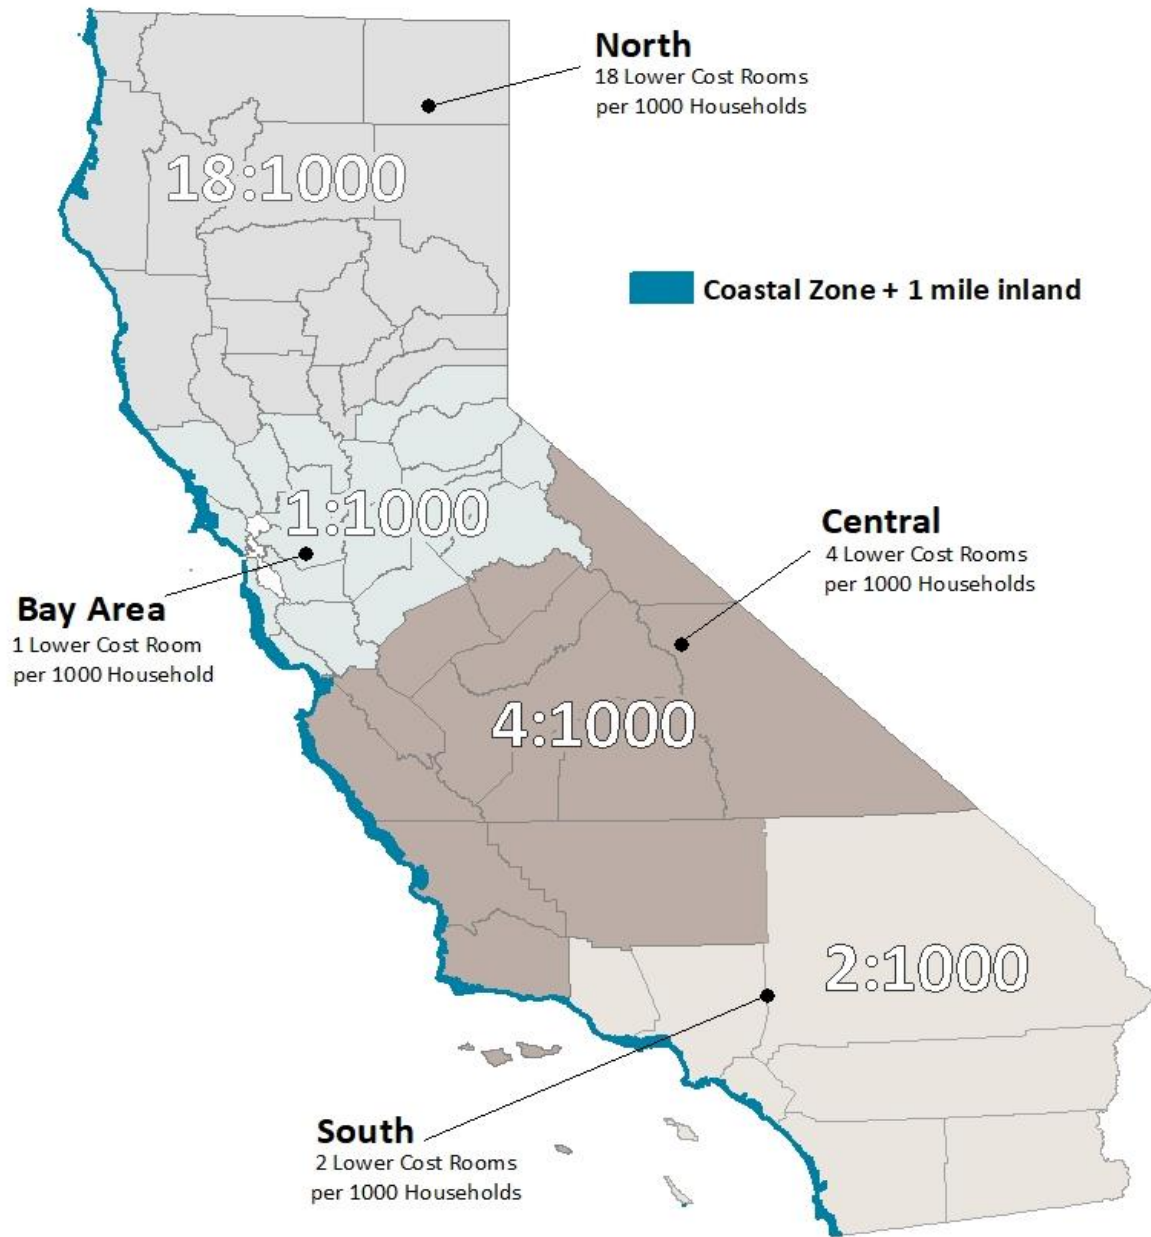 North
18 Lower Cost Rooms
per 1000 Households
18:1000
Coastal Zone + 1 mile inland
1:1000
Bay Area
1 Lower Cost Room
per 1000 Household
Central
4 Lower Cost Rooms
per 1000 Households
4:1000
2:1000
South
2 Lower Cost Rooms
per 1000 Households